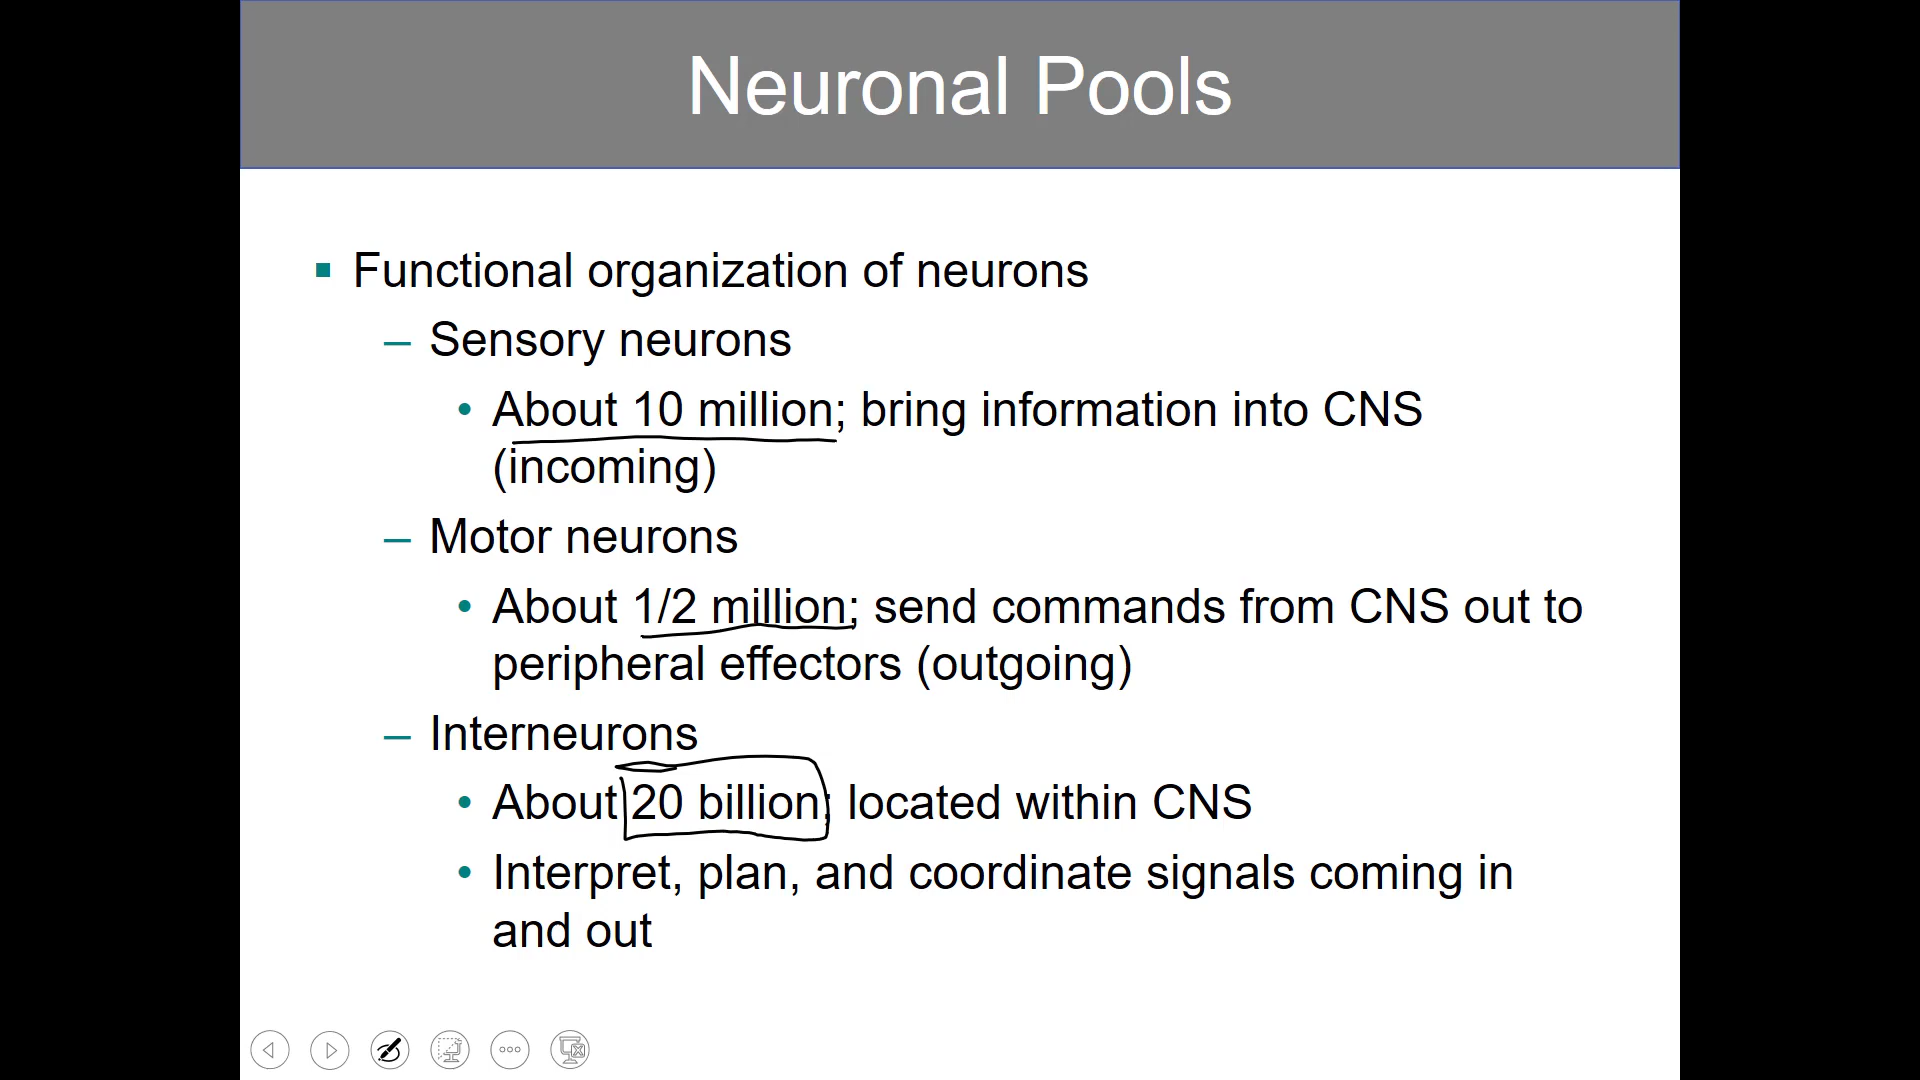 Neuronal Pools
Functional organization of neurons
– Sensory neurons
• About 10 million; bring information into CNS
(incoming)
– Motor neurons
• About 1/2 million; send commands from CNS out to
peripheral effectors (outgoing)
– Interneurons
• About 20 billion; located within CNS
• Interpret, plan, and coordinate signals coming in
and out